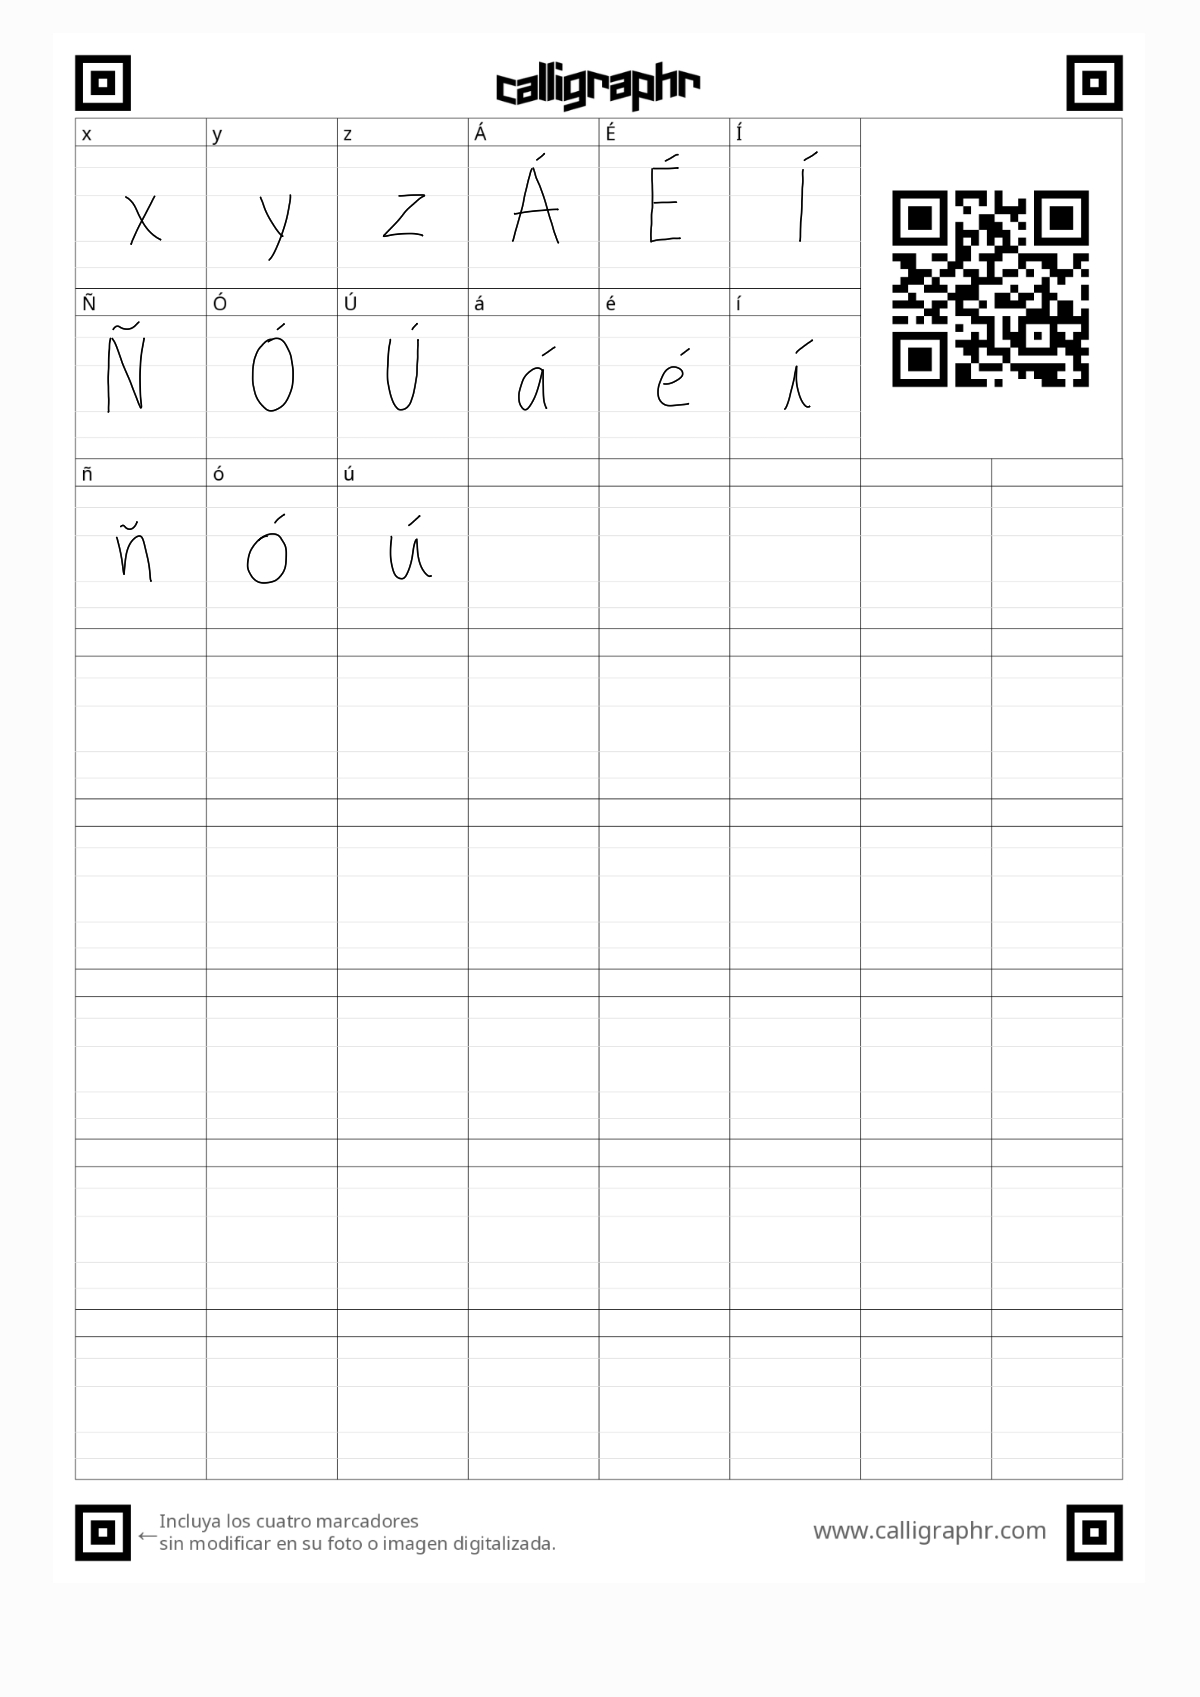 calligraphr
x y z Á É Í
x y z Á É Í
Ñ Ó Ú á é í
Ñ Ó Ú á é í
ñ ó ú
ñ ó ú
←Incluya los cuatro marcadores
sin modificar en su foto o imagen digitalizada.
www.calligraphr.com